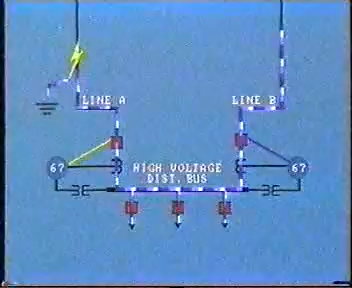 LINE A
LINE B
67
HIGH VOLTAGE
DIST. BUS
67